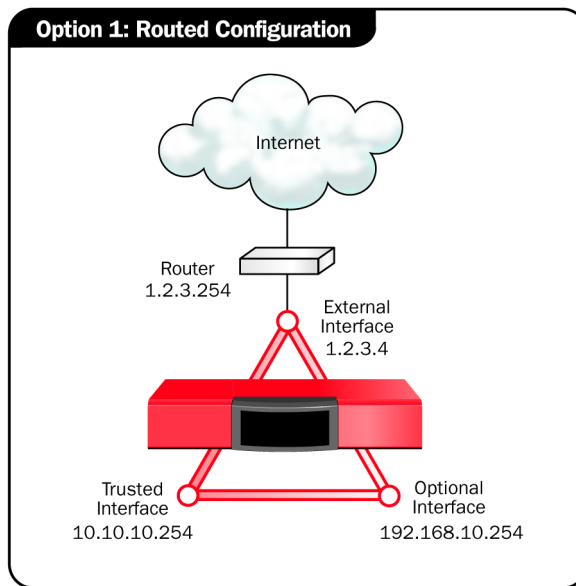 Option 1: Routed Configuration
Internet
Router
1.2.3.254
External
Interface
1.2.3.4
Trusted
Interface
10.10.10.254
Optional
Interface
192.168.10.254